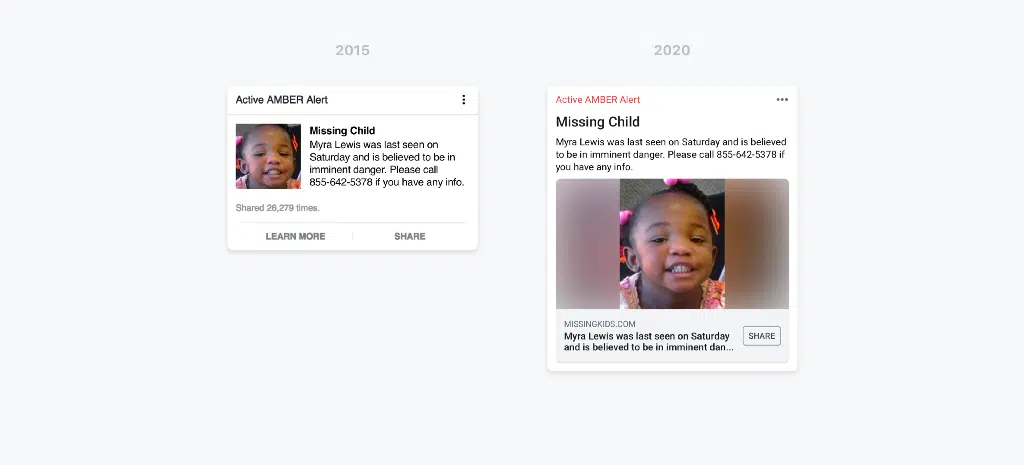 2015
Active AMBER Alert
Missing Child
Myra Lewis was last seen on
Saturday and is believed to be in
imminent danger. Please call
855-642-5378 if you have any info.
Shared 26,279 times.
LEARN MORE
SHARE
2020
Active AMBER Alert
Missing Child
Myra Lewis was last seen on Saturday and is believed
to be in imminent danger. Please call 855-642-5378 if
you have any info.
MISSINGKIDS.COM
Myra Lewis was last seen on Saturday
and is believed to be in imminent dan...
SHARE